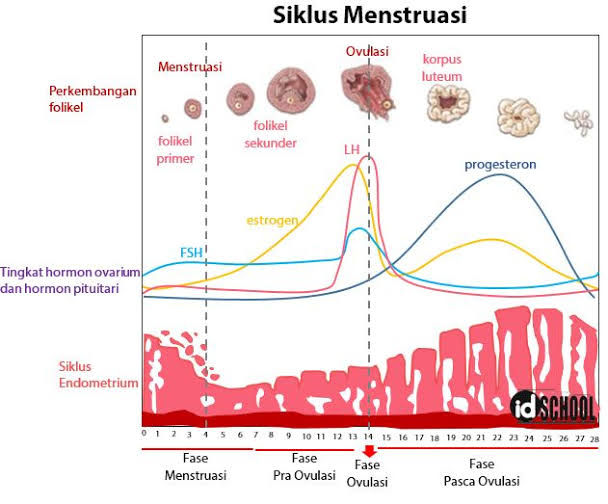 Siklus Menstruasi
Menstruasi
Ovulasi
korpus
luteum
Perkembangan
folikel
folikel
primer
folikel
sekunder
LH
progesteron
estrogen
FSH
Tingkat hormon ovarium
dan hormon pituitari
Siklus
Endometrium
id SCHOOL
0 1 2 3 4 5 6 7 8 9 10 11 12 13 14 15 16 17 18 19 20 21 22 23 24 25 26 27 28
Fase
Menstruasi
Fase
Pra Ovulasi
Fase
Ovulasi
Fase
Pasca Ovulasi